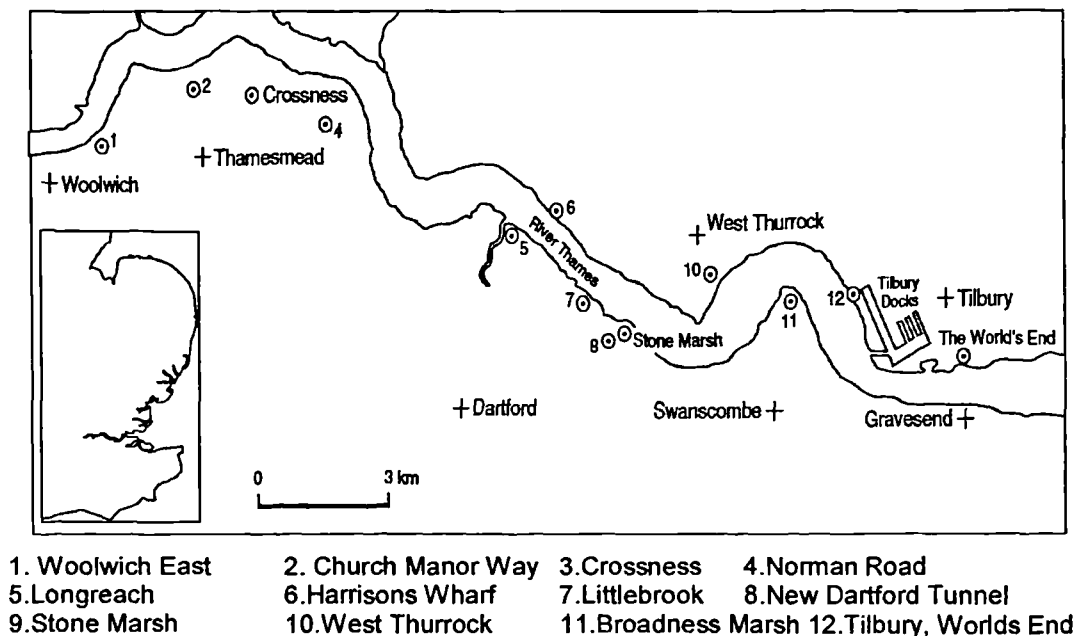 2
Crossness
1
4
Thamesmead
Woolwich
6
River Thames
West Thurrock
5
10
7
12
Tilbury
Docks
Tilbury
11
8
Stone Marsh
The World's End
Dartford
Swanscombe
Gravesend
0
3 km
1. Woolwich East 2. Church Manor Way 3.Crossness 4.Norman Road
5.Longreach 6.Harrisons Wharf 7.Littlebrook 8.New Dartford Tunnel
9.Stone Marsh 10.West Thurrock 11.Broadness Marsh 12.Tilbury, Worlds End